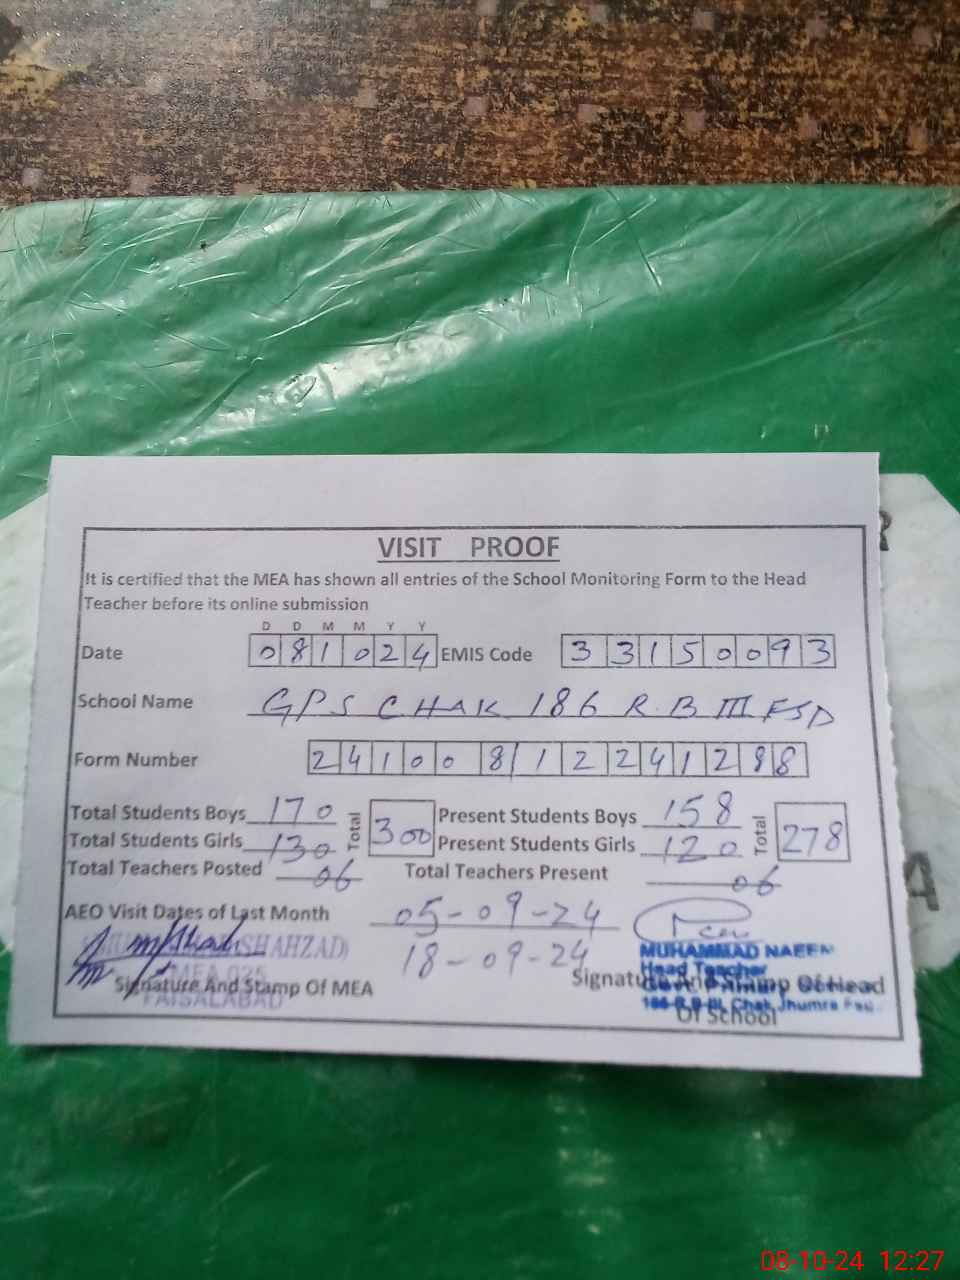 VISIT PROOF
It is certified that the MEA has shown all entries of the School Monitoring Form to the Head
Teacher before its online submission
D D M M Y Y
Date 0 8 1 0 2 4 EMIS Code 3 3 1 5 0 0 9 3
School Name GPS CHAK 186 R.B III FSD
Form Number 2 4 1 0 0 8 1 2 2 4 1 2 8 8
Total Students Boys 170 Total 300 Present Students Boys 158 Total 278
Total Students Girls 130 Present Students Girls 120
Total Teachers Posted 06 Total Teachers Present 06
AEO Visit Dates of Last Month 05-09-24
18-09-24
SHAHZAD)
MEA 025
FAISALABAD
Signature And Stamp Of MEA
MUHAMMAD NAEEM
Head Teacher
186 R.B III, Chak Jhumra
Signature And Stamp Of Head
Of School
R
A
08-10-24 12:27